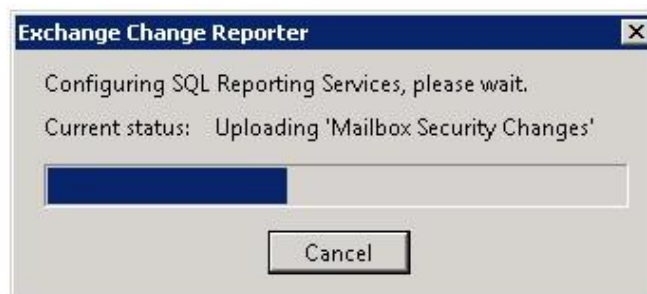 Exchange Change Reporter
Configuring SQL Reporting Services, please wait.
Current status: Uploading 'Mailbox Security Changes'
Cancel